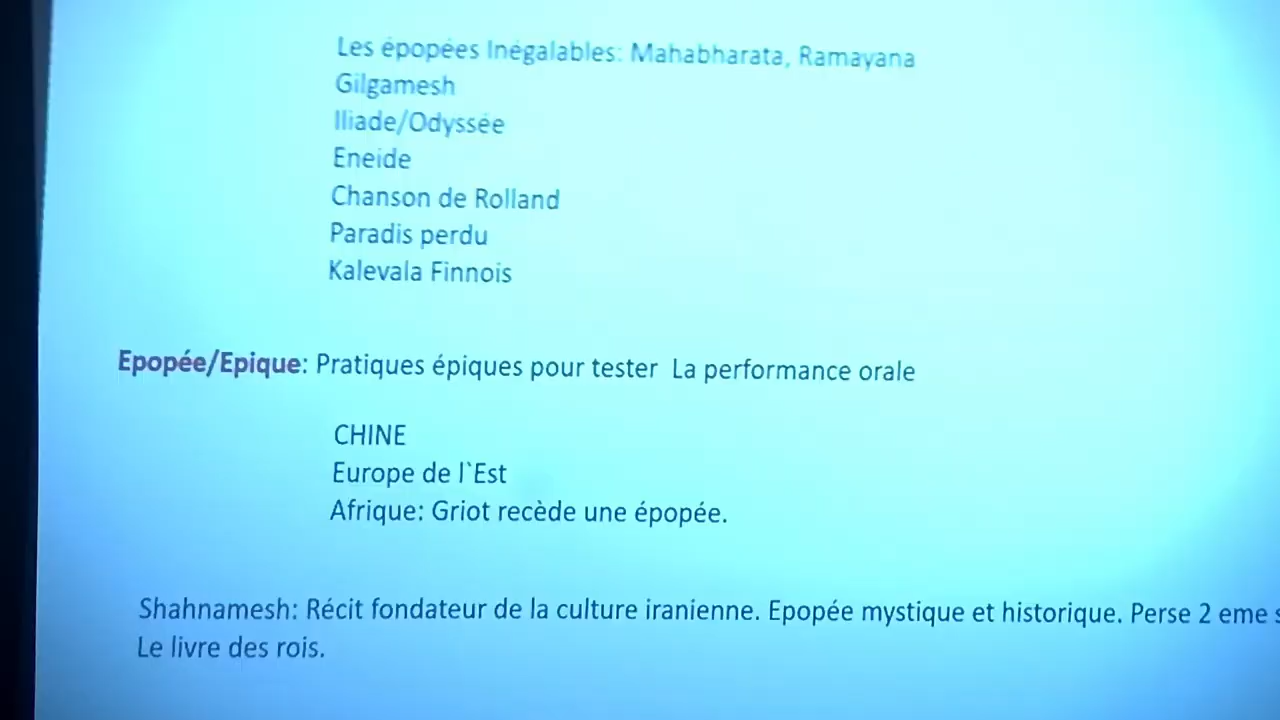 Les épopées Inégalables: Mahabharata, Ramayana
Gilgamesh
Iliade/Odyssée
Eneide
Chanson de Rolland
Paradis perdu
Kalevala Finnois
Epopée/Epique: Pratiques épiques pour tester La performance orale
CHINE
Europe de l`Est
Afrique: Griot recède une épopée.
Shahnamesh: Récit fondateur de la culture iranienne. Epopée mystique et historique. Perse 2 eme
Le livre des rois.